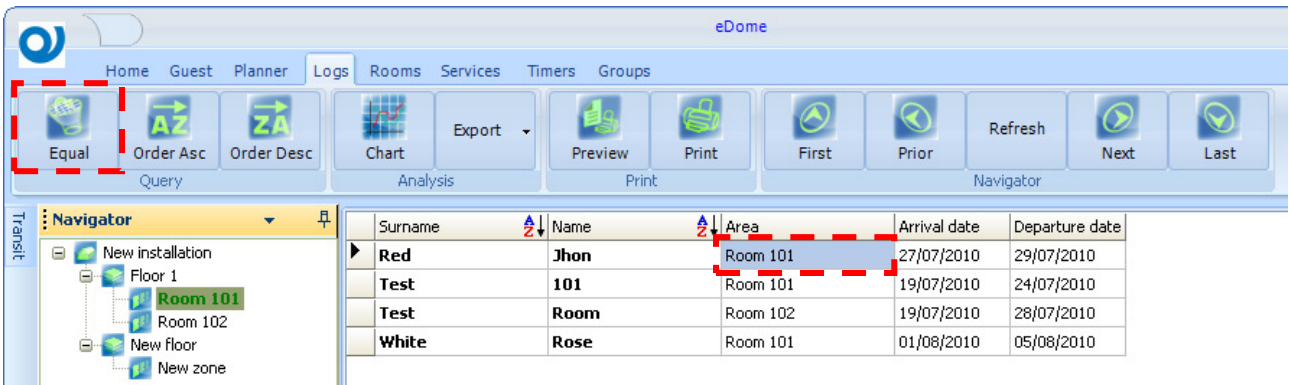 eDome
Home Guest Planner Logs Rooms Services Timers Groups
Equal Order Asc Order Desc Chart Export Preview Print First Prior Refresh Next Last
Query Analysis Print Navigator
Transit
Navigator
New installation
Floor 1
Room 101
Room 102
New floor
New zone
Surname Name Area Arrival date Departure date
Red Jhon Room 101 27/07/2010 29/07/2010
Test 101 Room 101 19/07/2010 24/07/2010
Test Room Room 102 19/07/2010 28/07/2010
White Rose Room 101 01/08/2010 05/08/2010